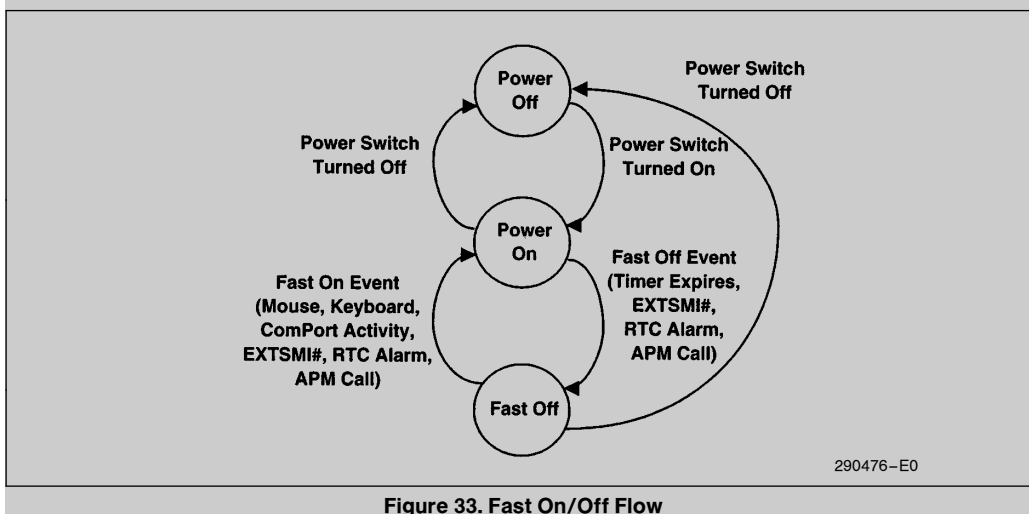 Power
Off
Power Switch
Turned Off
Power Switch
Turned Off
Power Switch
Turned On
Power
On
Fast On Event
(Mouse, Keyboard,
ComPort Activity,
EXTSMI#, RTC Alarm,
APM Call)
Fast Off Event
(Timer Expires,
EXTSMI#,
RTC Alarm,
APM Call)
Fast Off
290476–E0
Figure 33. Fast On/Off Flow